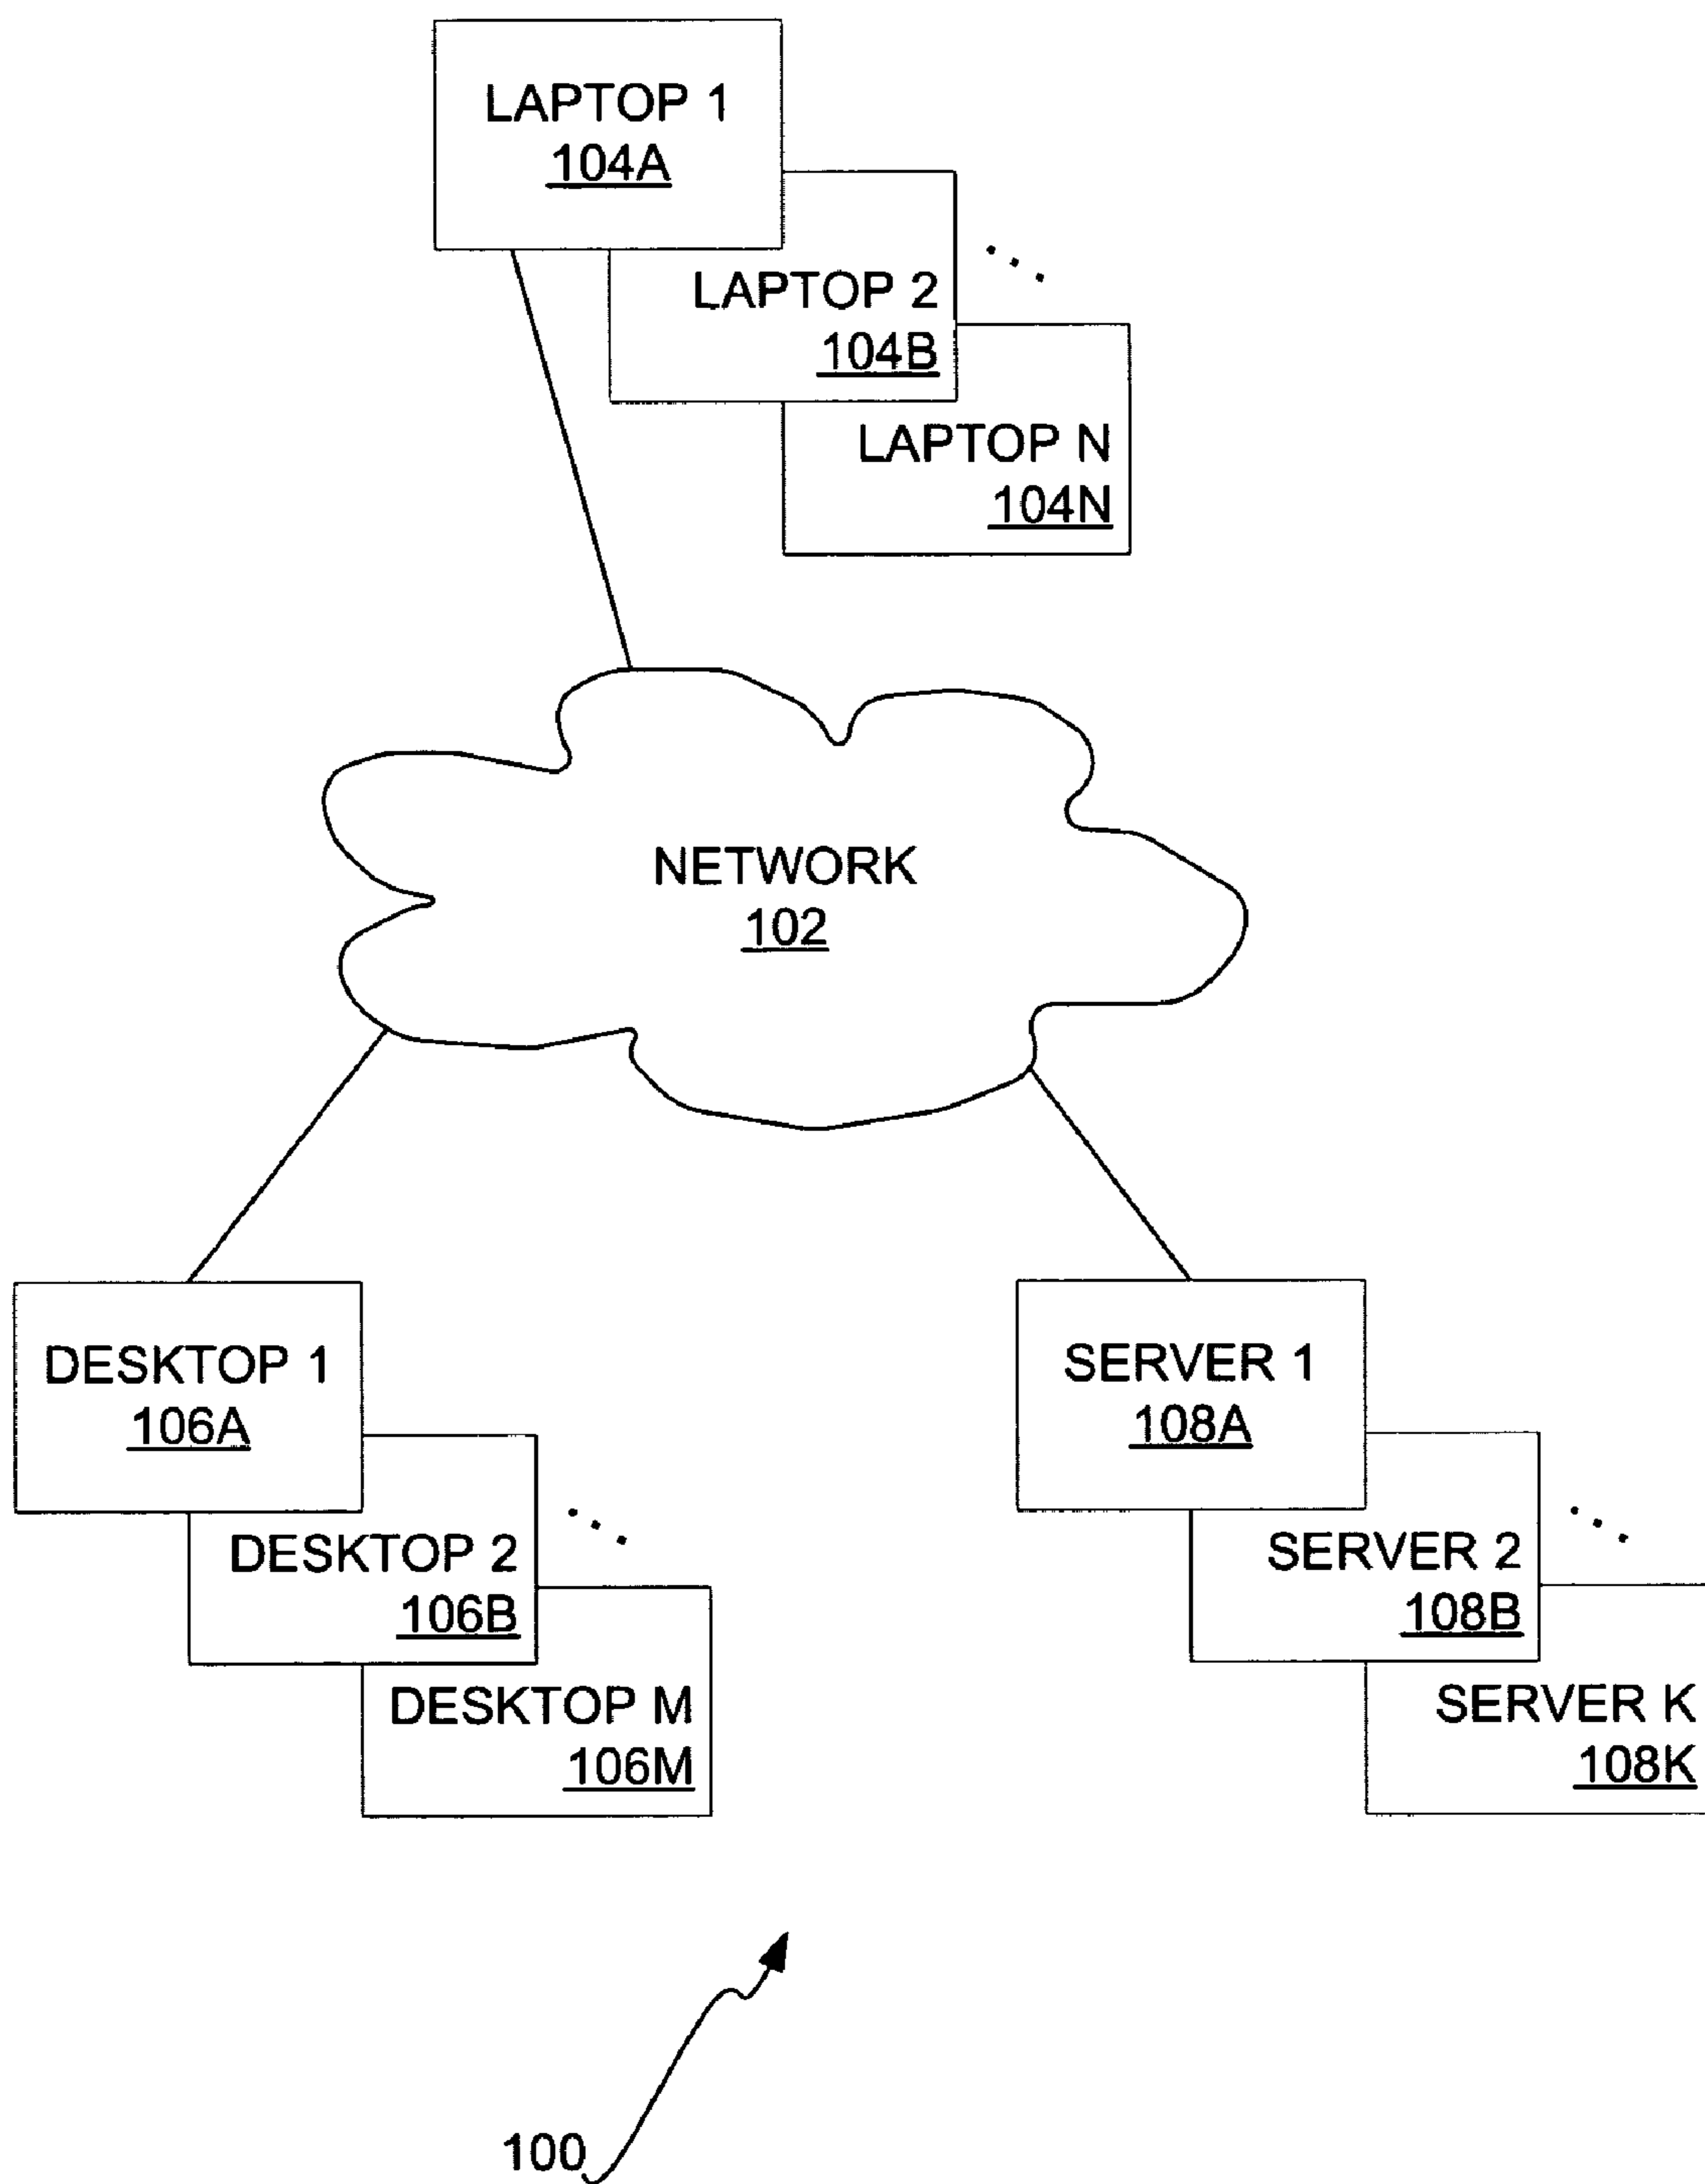 LAPTOP 1
104A
LAPTOP 2
104B
LAPTOP N
104N
NETWORK
102
DESKTOP 1
106A
DESKTOP 2
106B
DESKTOP M
106M
SERVER 1
108A
SERVER 2
108B
SERVER K
108K
100